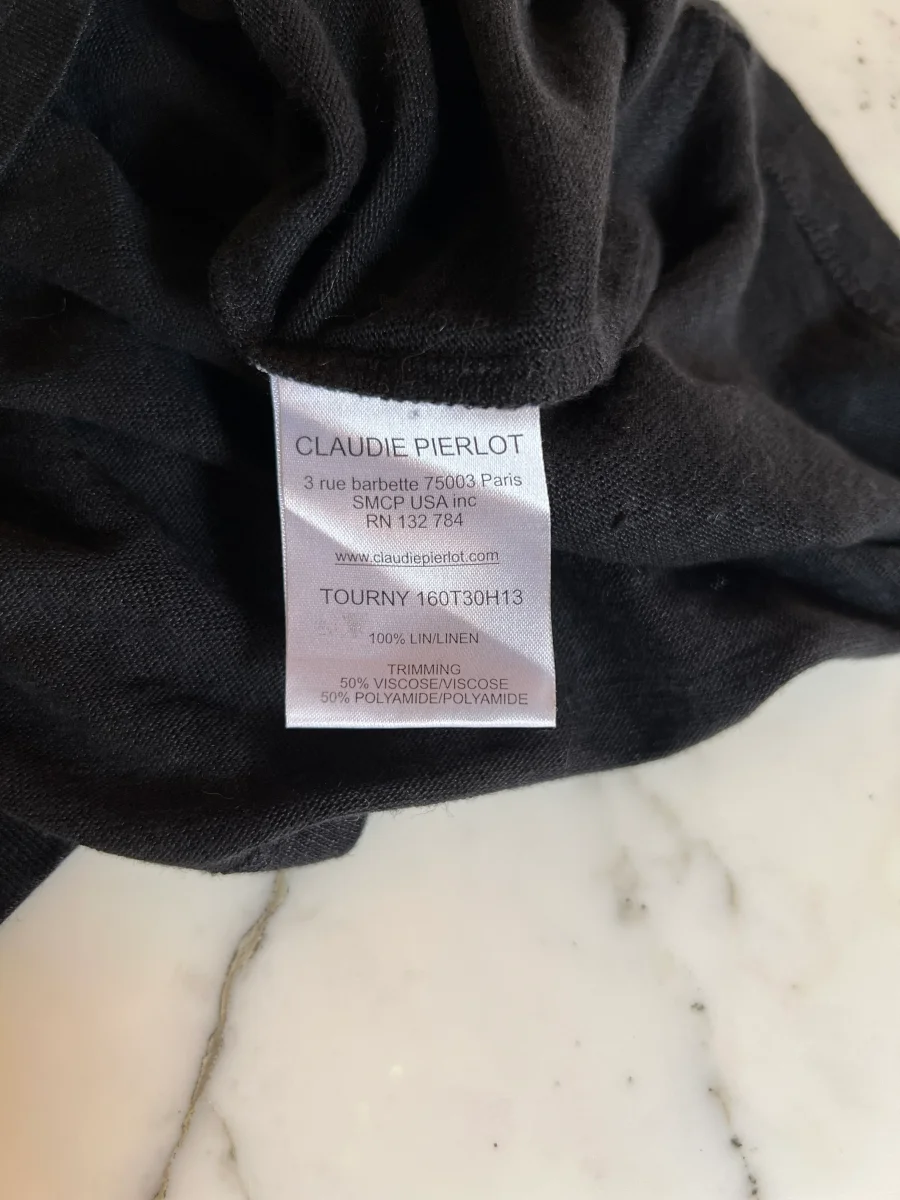 CLAUDIE PIERLOT
3 rue barbette 75003 Paris
SMCP USA inc
RN 132 784
www.claudiepierlot.com
TOURNY 160T30H13
100% LIN/LINEN
TRIMMING
50% VISCOSE/VISCOSE
50% POLYAMIDE/POLYAMIDE